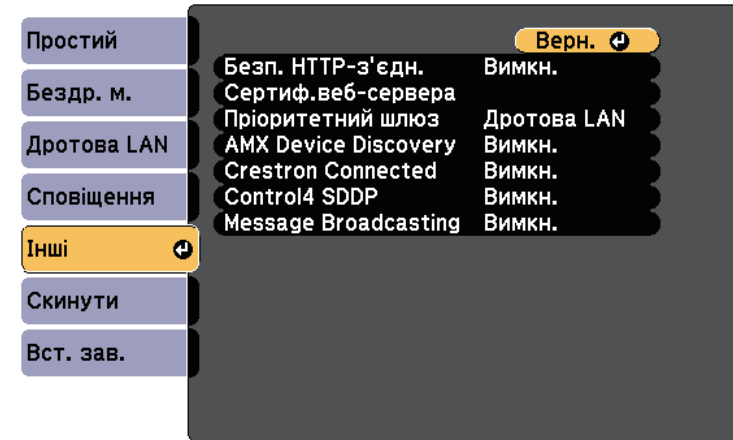 Простий
Бездр. м.
Дротова LAN
Сповіщення
Інші
Скинути
Вст. зав.
Верн.
Безп. HTTP-з'єдн. Вимкн.
Сертиф.веб-сервера
Пріоритетний шлюз Дротова LAN
AMX Device Discovery Вимкн.
Crestron Connected Вимкн.
Control4 SDDP Вимкн.
Message Broadcasting Вимкн.